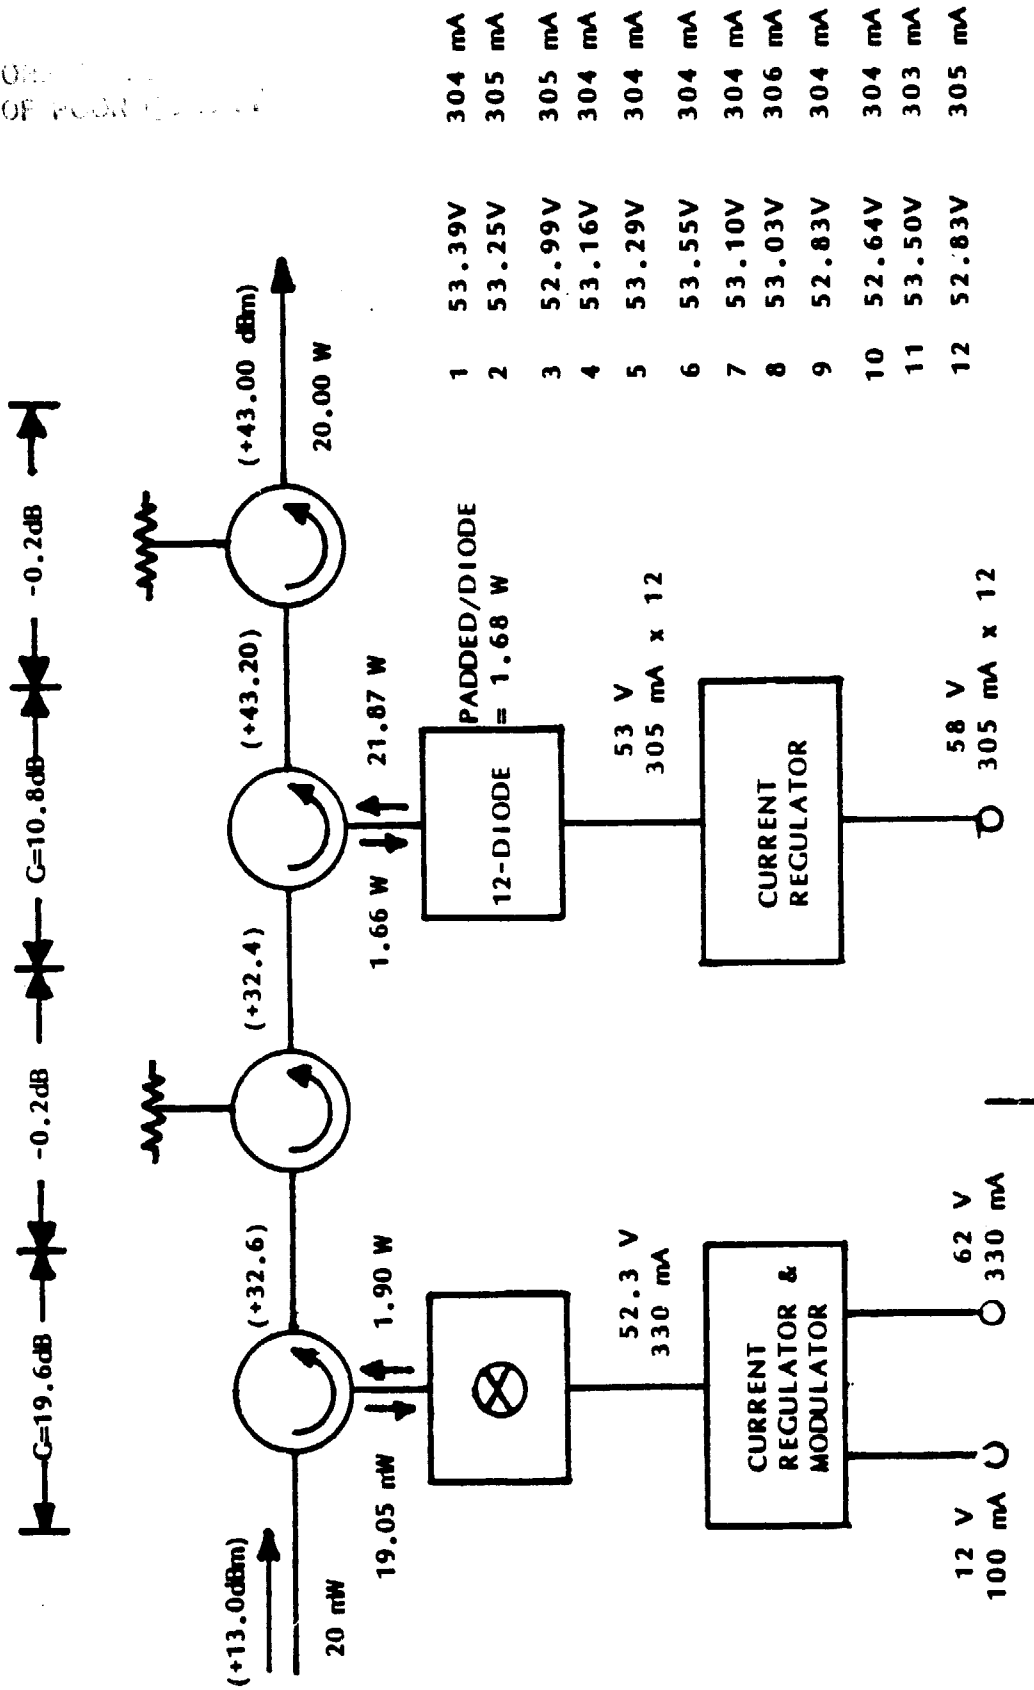 OF POOR
G=19.6dB
-0.2dB
G=10.8dB
-0.2dB
(+13.0dBm)
(+32.6)
(+32.4)
(+43.20)
(+43.00 dBm)
20 mW
20.00 W
19.05 mW
1.90 W
1.66 W
21.87 W
12-DIODE
PADDED/DIODE
= 1.68 W
52.3 V
330 mA
53 V
305 mA x 12
CURRENT
REGULATOR &
MODULATOR
CURRENT
REGULATOR
12 V
100 mA
62 V
330 mA
58 V
305 mA x 12
1 53.39V 304 mA
2 53.25V 305 mA
3 52.99V 305 mA
4 53.16V 304 mA
5 53.29V 304 mA
6 53.55V 304 mA
7 53.10V 304 mA
8 53.03V 306 mA
9 52.83V 304 mA
10 52.64V 304 mA
11 53.50V 303 mA
12 52.83V 305 mA